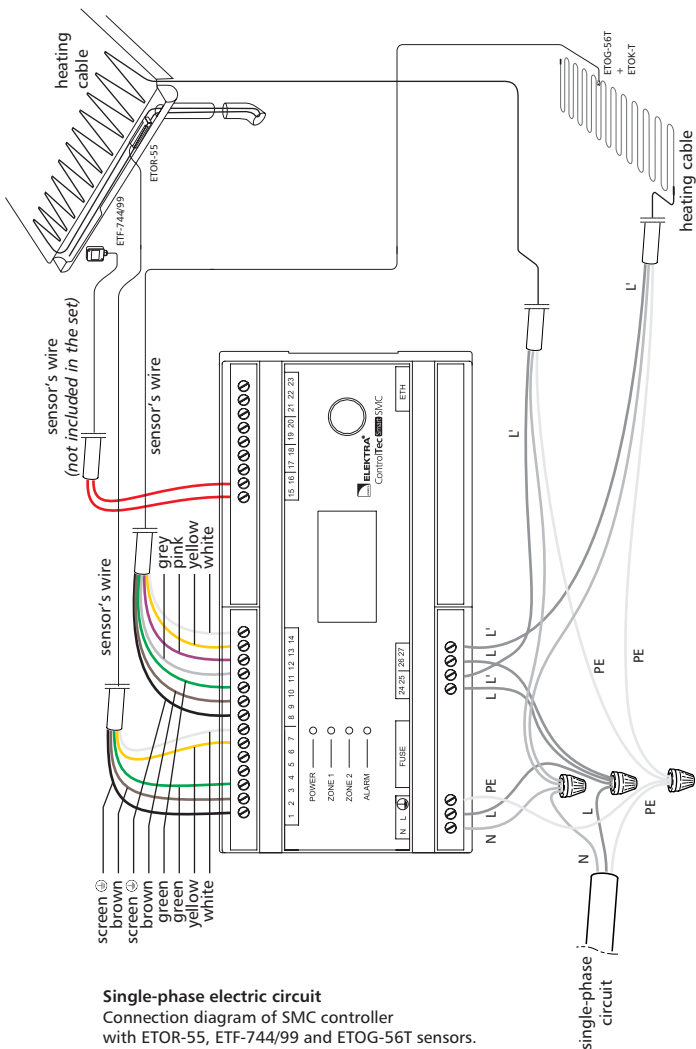 heating
cable
ETOR-55
ETF-744/99
ETOG-56T
+
ETOK-T
heating cable
sensor's wire
(not included in the set)
sensor's wire
sensor's wire
grey
pink
yellow
white
screen ⏚
brown
screen ⏚
brown
green
green
yellow
white
15 16 17 18 19 20 21 22 23
1 2 3 4 5 6 7 8 9 10 11 12 13 14
ELEKTRA®
ControlTec Smart SMC
ETH
POWER
ZONE 1
ZONE 2
ALARM
N L ⏚
FUSE
24 25 26 27
N
L
PE
L
L'
L
L'
L'
L'
PE
PE
N
L
PE
single-phase
circuit
Single-phase electric circuit
Connection diagram of SMC controller
with ETOR-55, ETF-744/99 and ETOG-56T sensors.